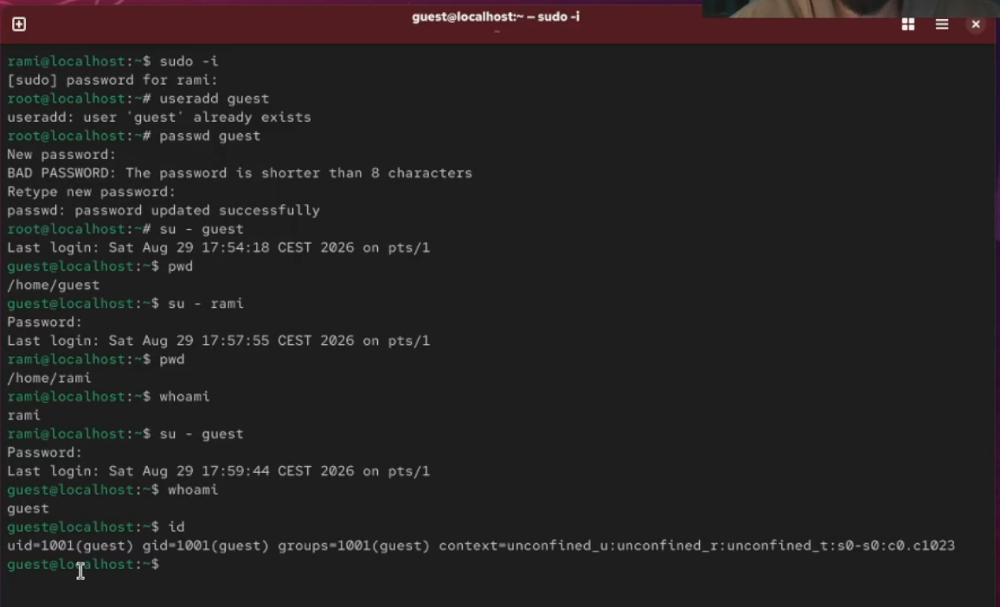 guest@localhost:~ — sudo -i
~
rami@localhost:~$ sudo -i
[sudo] password for rami:
root@localhost:~# useradd guest
useradd: user 'guest' already exists
root@localhost:~# passwd guest
New password:
BAD PASSWORD: The password is shorter than 8 characters
Retype new password:
passwd: password updated successfully
root@localhost:~# su - guest
Last login: Sat Aug 29 17:54:18 CEST 2026 on pts/1
guest@localhost:~$ pwd
/home/guest
guest@localhost:~$ su - rami
Password:
Last login: Sat Aug 29 17:57:55 CEST 2026 on pts/1
rami@localhost:~$ pwd
/home/rami
rami@localhost:~$ whoami
rami
rami@localhost:~$ su - guest
Password:
Last login: Sat Aug 29 17:59:44 CEST 2026 on pts/1
guest@localhost:~$ whoami
guest
guest@localhost:~$ id
uid=1001(guest) gid=1001(guest) groups=1001(guest) context=unconfined_u:unconfined_r:unconfined_t:s0-s0:c0.c1023
guest@localhost:~$